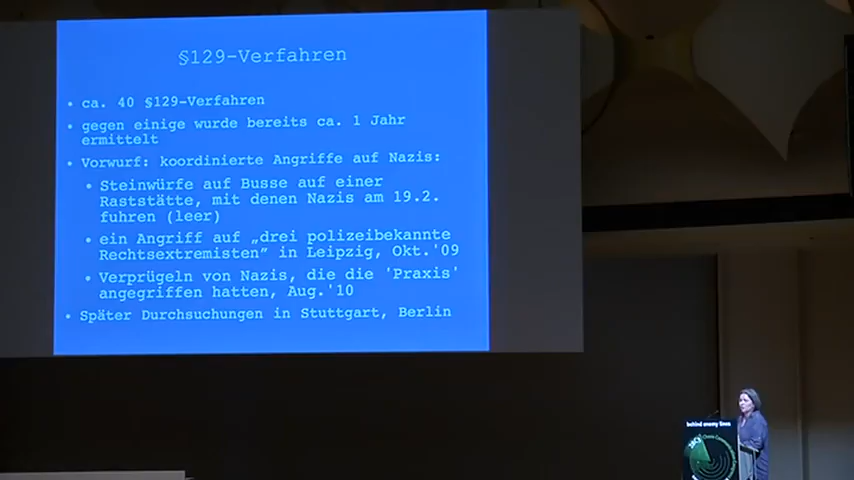 §129-Verfahren
• ca. 40 §129-Verfahren
• gegen einige wurde bereits ca. 1 Jahr
ermittelt
• Vorwurf: koordinierte Angriffe auf Nazis:
• Steinwürfe auf Busse auf einer
Raststätte, mit denen Nazis am 19.2.
fuhren (leer)
• ein Angriff auf „drei polizeibekannte
Rechtsextremisten" in Leipzig, Okt.'09
• Verprügeln von Nazis, die die 'Praxis'
angegriffen hatten, Aug.'10
• Später Durchsuchungen in Stuttgart, Berlin
behind enemy lines